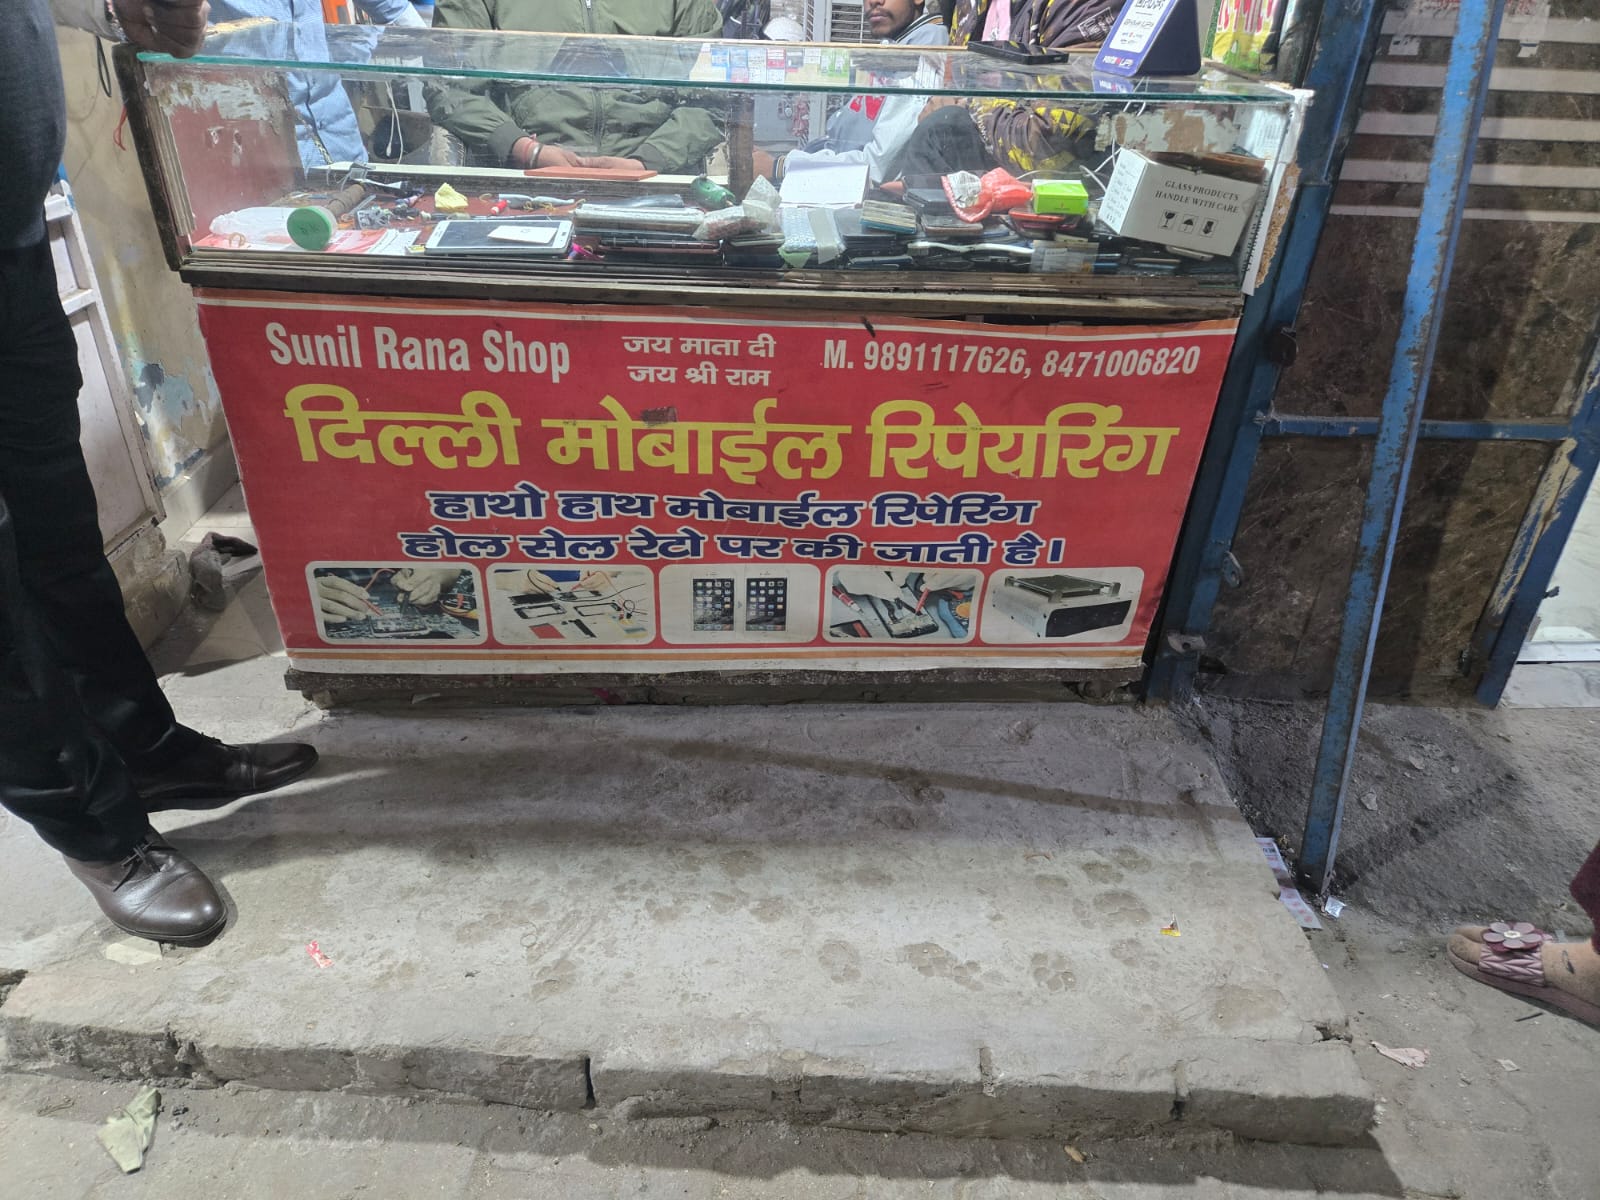 GLASS PRODUCTS
HANDLE WITH CARE
Sunil Rana Shop
जय माता दी
जय श्री राम
M. 9891117626, 8471006820
दिल्ली मोबाईल रिपेयरिंग
हाथो हाथ मोबाईल रिपेरिंग
होल सेल रेटो पर की जाती है।